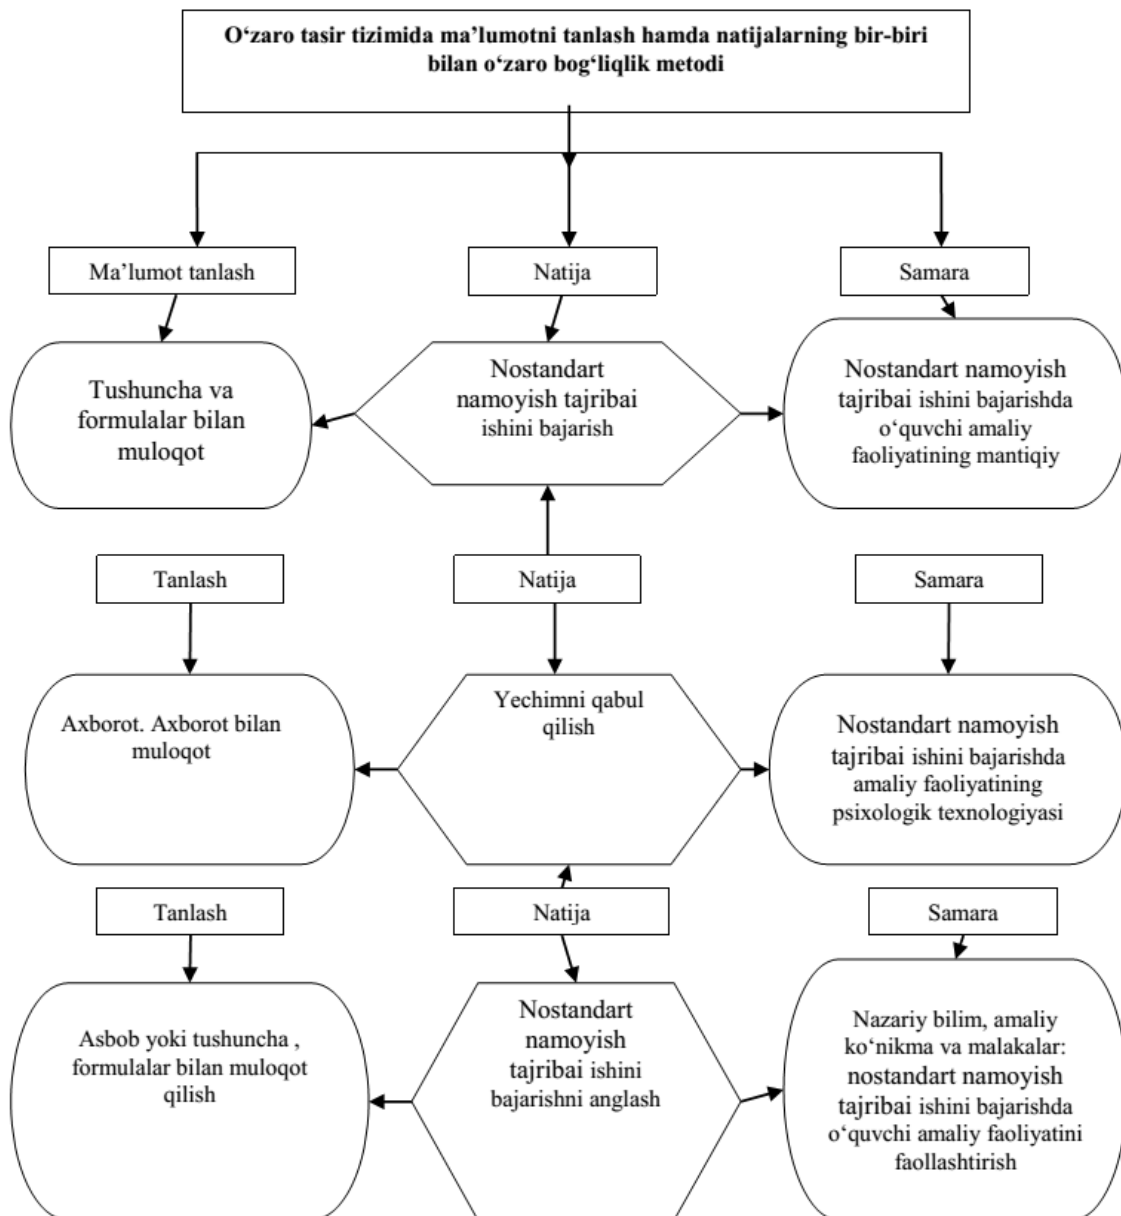 O‘zaro tasir tizimida ma’lumotni tanlash hamda natijalarning bir-biri
bilan o‘zaro bog‘liqlik metodi
Ma’lumot tanlash
Natija
Samara
Tushuncha va
formulalar bilan
muloqot
Nostandart
namoyish tajribai
ishini bajarish
Nostandart namoyish
tajribai ishini bajarishda
o‘quvchi amaliy
faoliyatining mantiqiy
Tanlash
Natija
Samara
Axborot. Axborot bilan
muloqot
Yechimni qabul
qilish
Nostandart namoyish
tajribai ishini bajarishda
amaliy faoliyatining
psixologik texnologiyasi
Tanlash
Natija
Samara
Asbob yoki tushuncha ,
formulalar bilan muloqot
qilish
Nostandart
namoyish
tajribai ishini
bajarishni anglash
Nazariy bilim, amaliy
ko‘nikma va malakalar:
nostandart namoyish
tajribai ishini bajarishda
o‘quvchi amaliy faoliyatini
faollashtirish